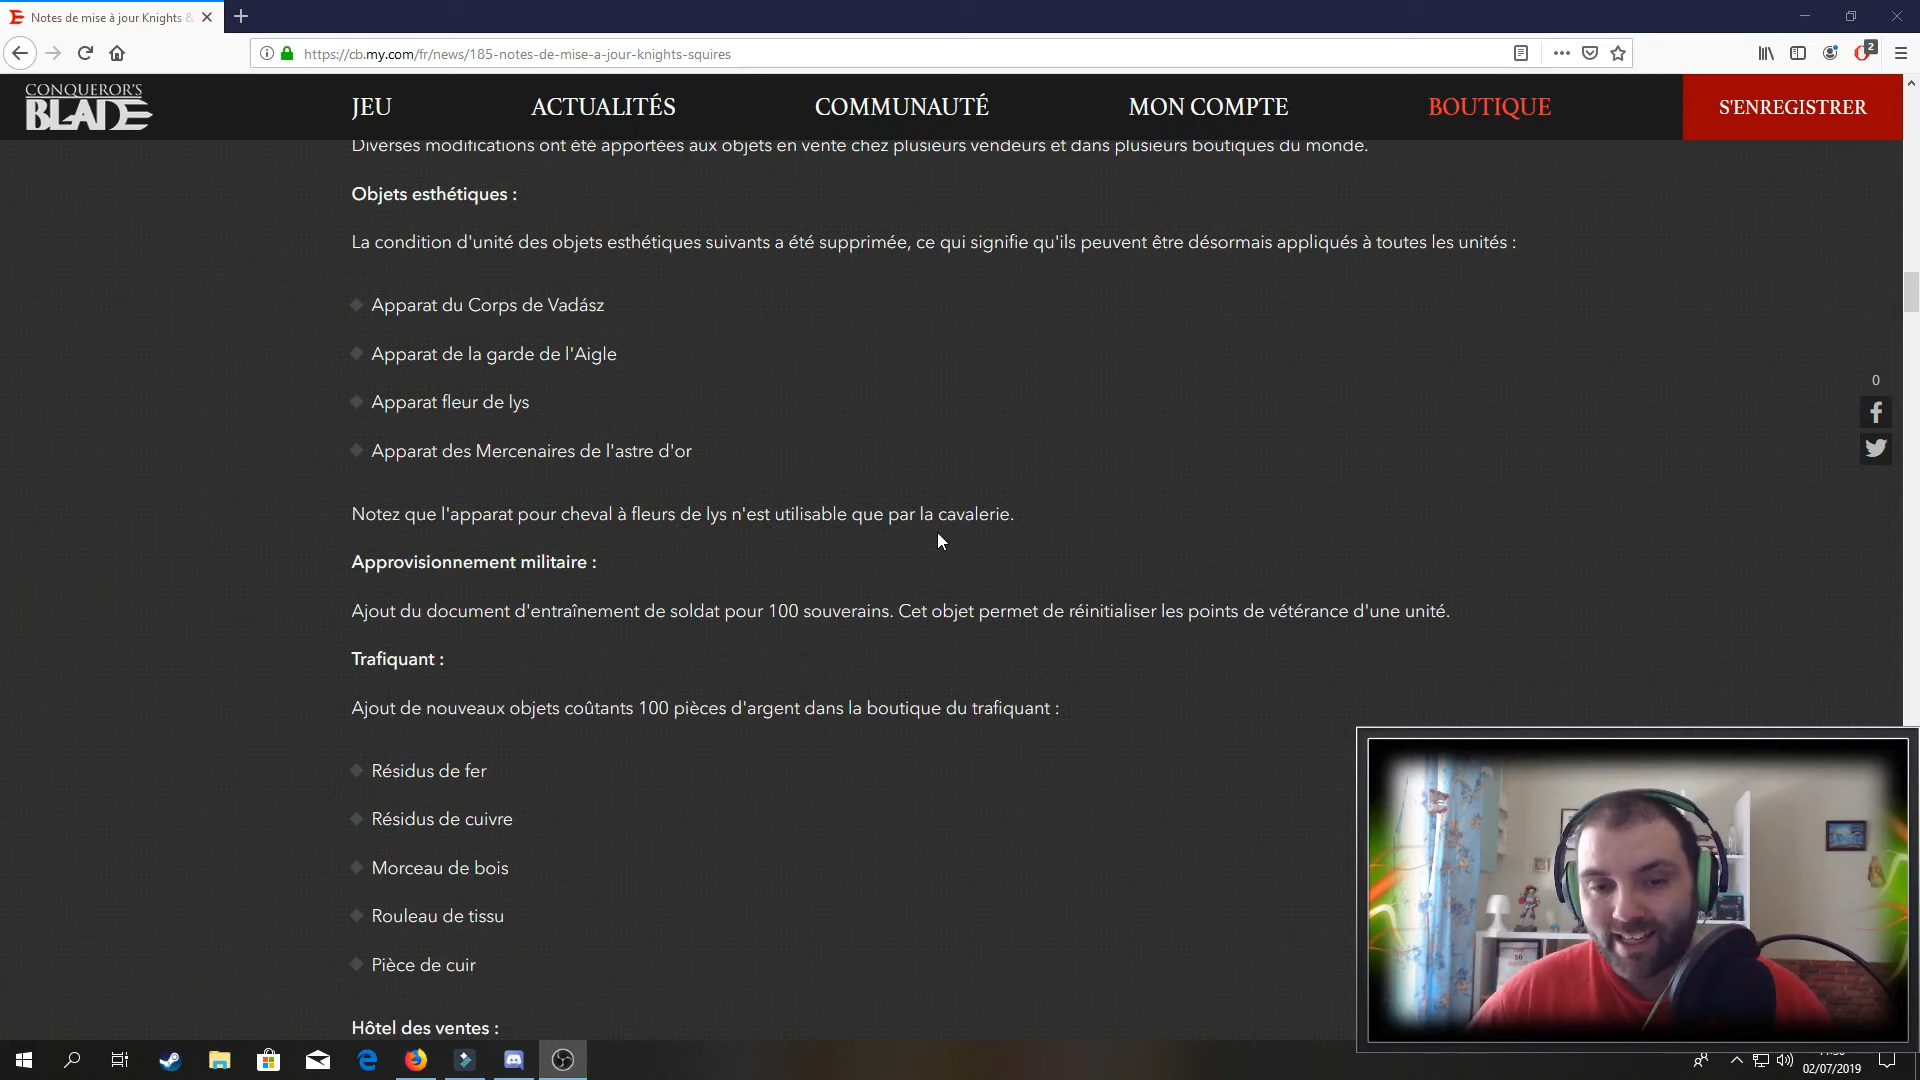 Notes de mise à jour Knights &
https://cb.my.com/fr/news/185-notes-de-mise-a-jour-knights-squires
2
CONQUEROR'S
BLADE
JEU
ACTUALITÉS
COMMUNAUTÉ
MON COMPTE
BOUTIQUE
S'ENREGISTRER
Diverses modifications ont été apportées aux objets en vente chez plusieurs vendeurs et dans plusieurs boutiques du monde.
Objets esthétiques :
La condition d'unité des objets esthétiques suivants a été supprimée, ce qui signifie qu'ils peuvent être désormais appliqués à toutes les unités :
Apparat du Corps de Vadász
Apparat de la garde de l'Aigle
0
Apparat fleur de lys
Apparat des Mercenaires de l'astre d'or
Notez que l'apparat pour cheval à fleurs de lys n'est utilisable que par la cavalerie.
Approvisionnement militaire :
Ajout du document d'entraînement de soldat pour 100 souverains. Cet objet permet de réinitialiser les points de vétérance d'une unité.
Trafiquant :
Ajout de nouveaux objets coûtants 100 pièces d'argent dans la boutique du trafiquant :
Résidus de fer
Résidus de cuivre
Morceau de bois
Rouleau de tissu
Pièce de cuir
Hôtel des ventes :
02/07/2019